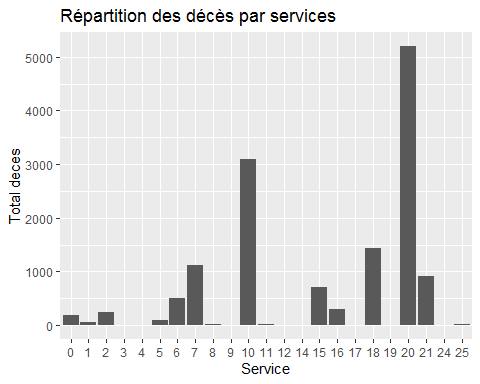 Répartition des décès par services
Total deces
5000
4000
3000
2000
1000
0
0 1 2 3 4 5 6 7 8 9 10 11 12 14 15 16 17 18 19 20 21 24 25
Service